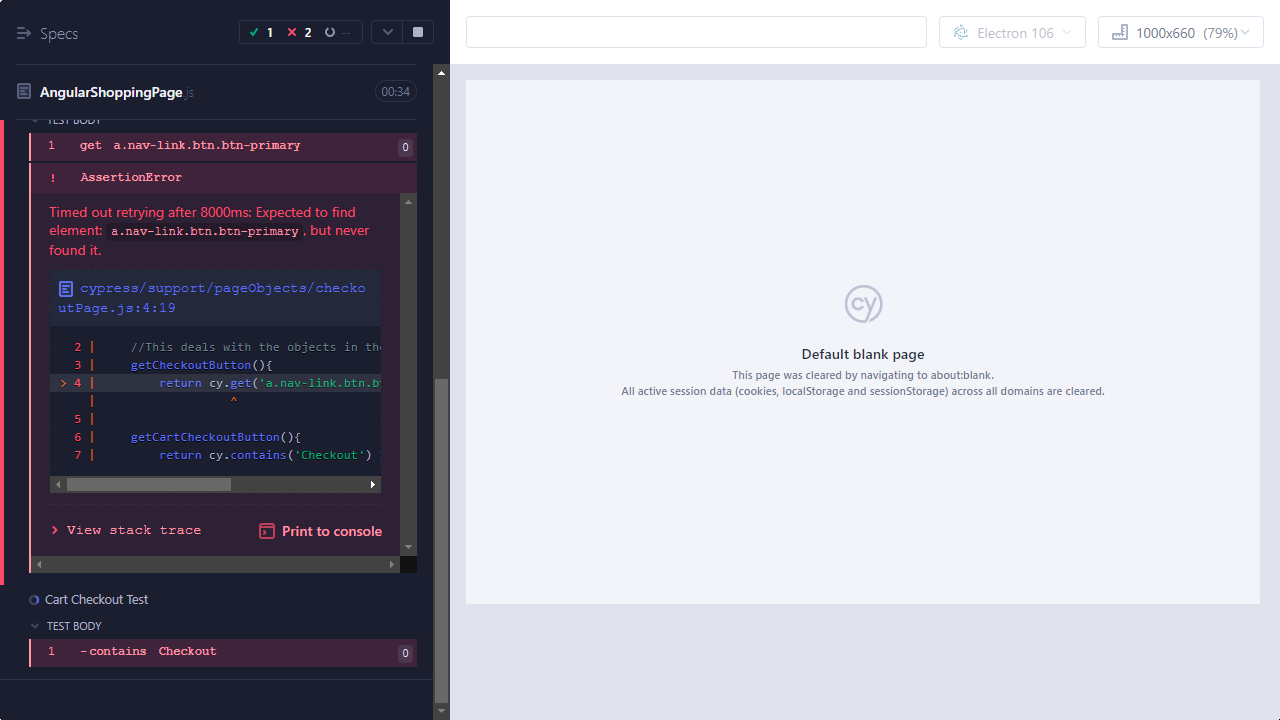 Specs
1
2
--
Electron 106
1000x660 (79%)
AngularShoppingPage.js
00:34
TEST BODY
1 get a.nav-link.btn.btn-primary 0
! AssertionError
Timed out retrying after 8000ms: Expected to find
element: a.nav-link.btn.btn-primary, but never
found it.
cypress/support/pageObjects/checko
utPage.js:4:19
2 | //This deals with the objects in the
3 | getCheckoutButton(){
> 4 | return cy.get('a.nav-link.btn.bt
| ^
5 |
6 | getCartCheckoutButton(){
7 | return cy.contains('Checkout')
> View stack trace
Print to console
Cart Checkout Test
TEST BODY
1 -contains Checkout 0
cy
Default blank page
This page was cleared by navigating to about:blank.
All active session data (cookies, localStorage and sessionStorage) across all domains are cleared.